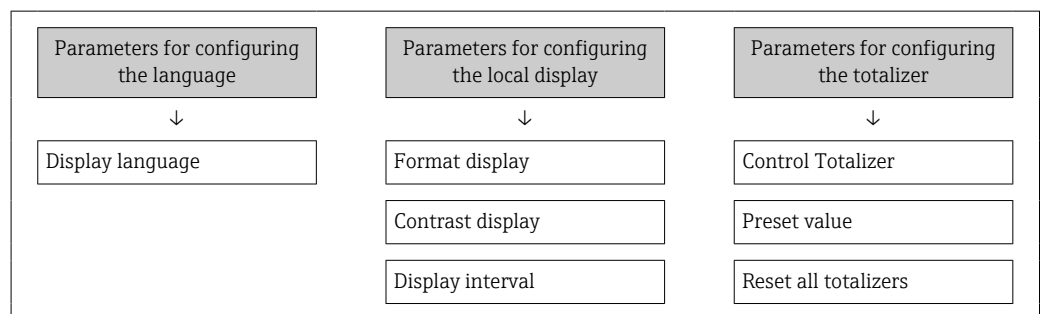 Parameters for configuring
the language
↓
Display language
Parameters for configuring
the local display
↓
Format display
Contrast display
Display interval
Parameters for configuring
the totalizer
↓
Control Totalizer
Preset value
Reset all totalizers